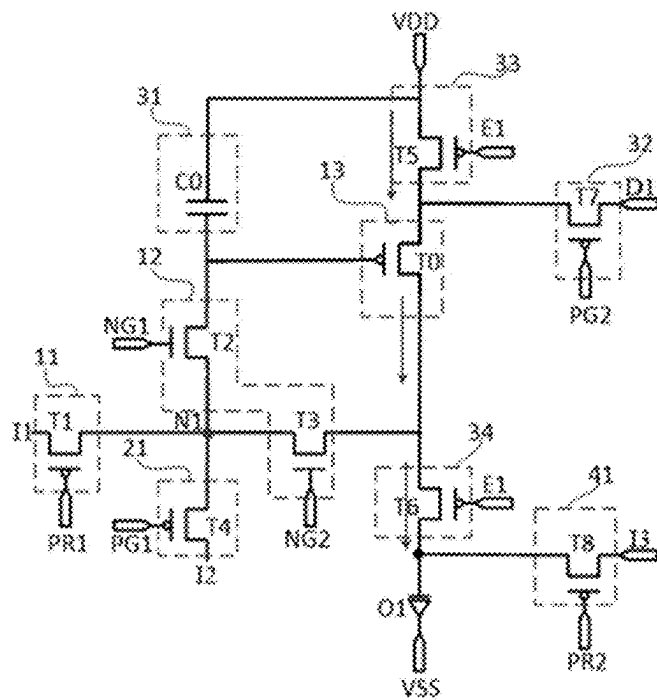 VDD
33
31
E1
T5
32
C0
13
T7
D1
12
T0
PG2
NG1
T2
11
I1
T1
N1
T3
34
21
E1
T6
41
PR1
PG1
T4
NG2
T8
I3
I2
O1
PR2
VSS